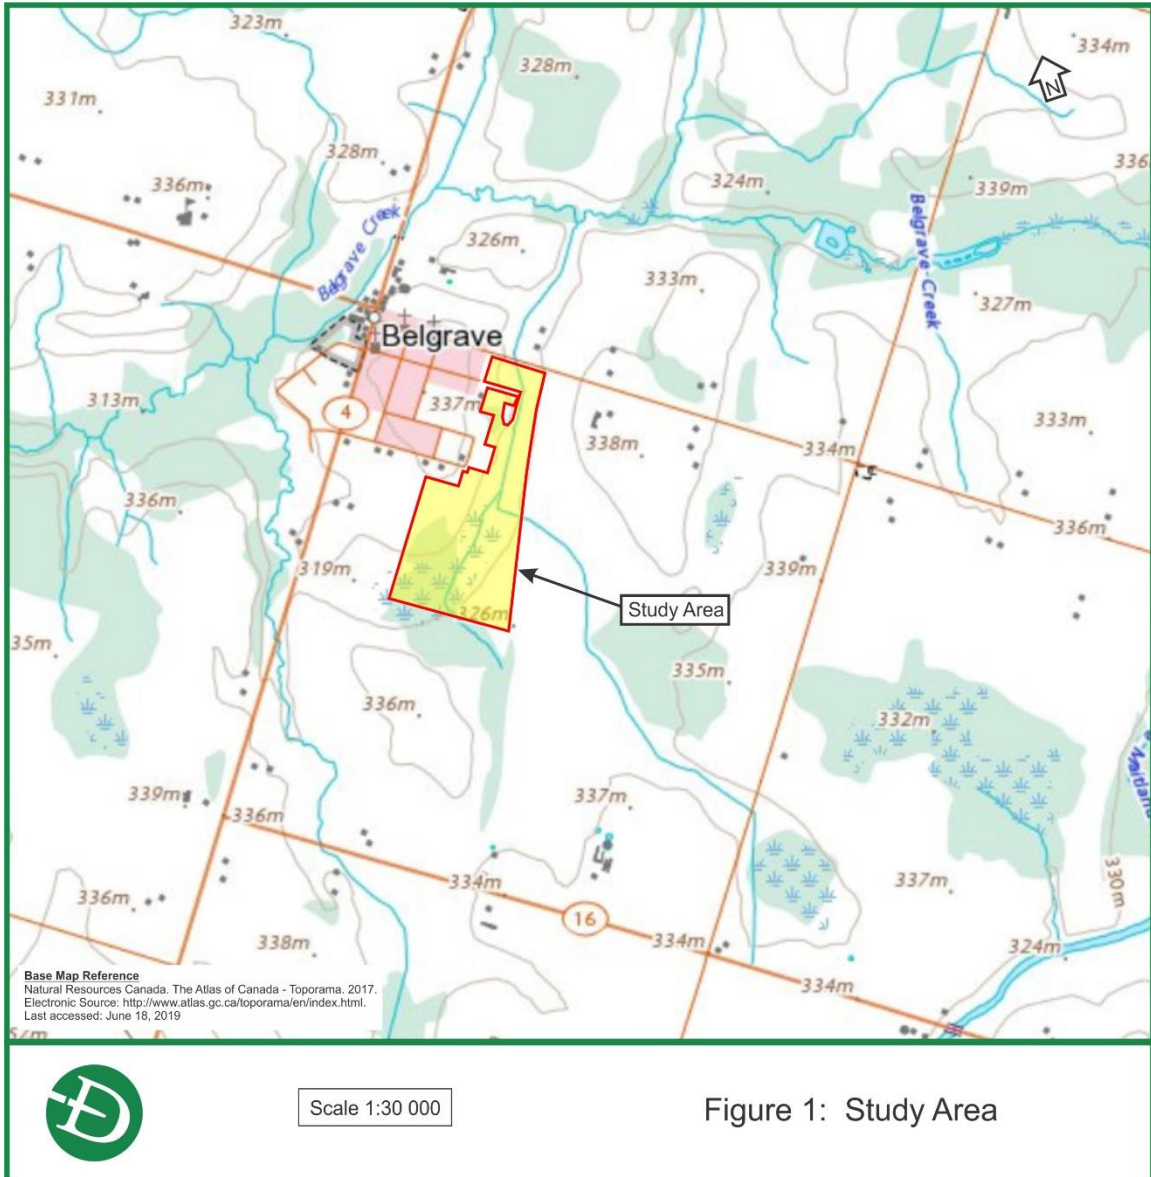 323m
328m
334m
N
331m
328m
336m
324m
339m
336m
Belgrave Creek
326m
333m
Belgrave Creek
327m
Belgrave
313m
4
337m
338m
334m
333m
336m
336m
319m
339m
326m
Study Area
35m
336m
335m
332m
Maitland
339m
336m
337m
336m
334m
16
334m
337m
330m
338m
324m
334m
Base Map Reference
Natural Resources Canada. The Atlas of Canada - Toporama. 2017.
Electronic Source: http://www.atlas.gc.ca/toporama/en/index.html.
Last accessed: June 18, 2019
D
Scale 1:30 000
Figure 1: Study Area